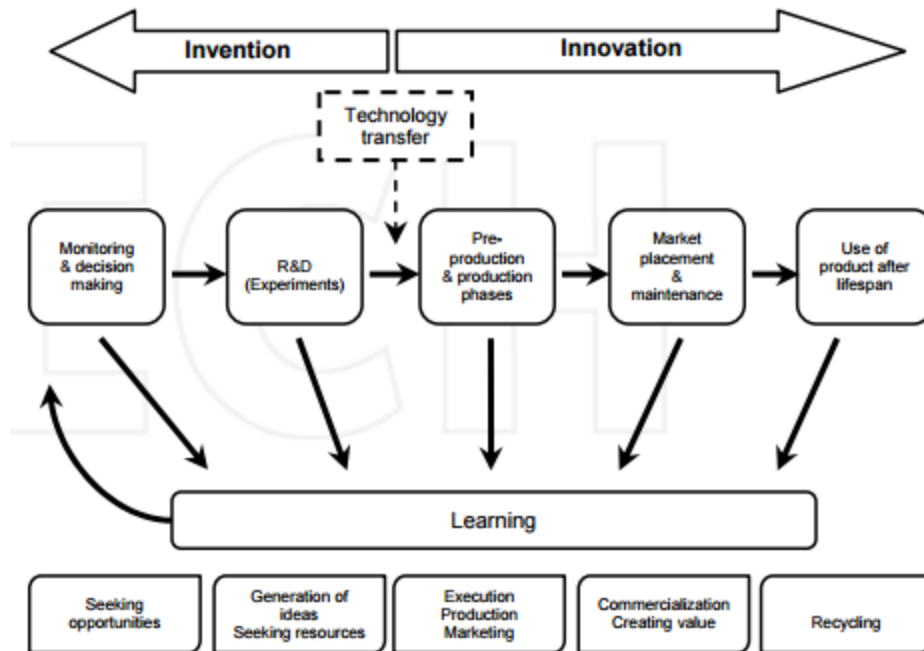 Invention
Innovation
Technology
transfer
Monitoring
& decision
making
R&D
(Experiments)
Pre-
production
& production
phases
Market
placement
&
maintenance
Use of
product after
lifespan
Learning
Seeking
opportunities
Generation of
ideas
Seeking resources
Execution
Production
Marketing
Commercialization
Creating value
Recycling
ECH